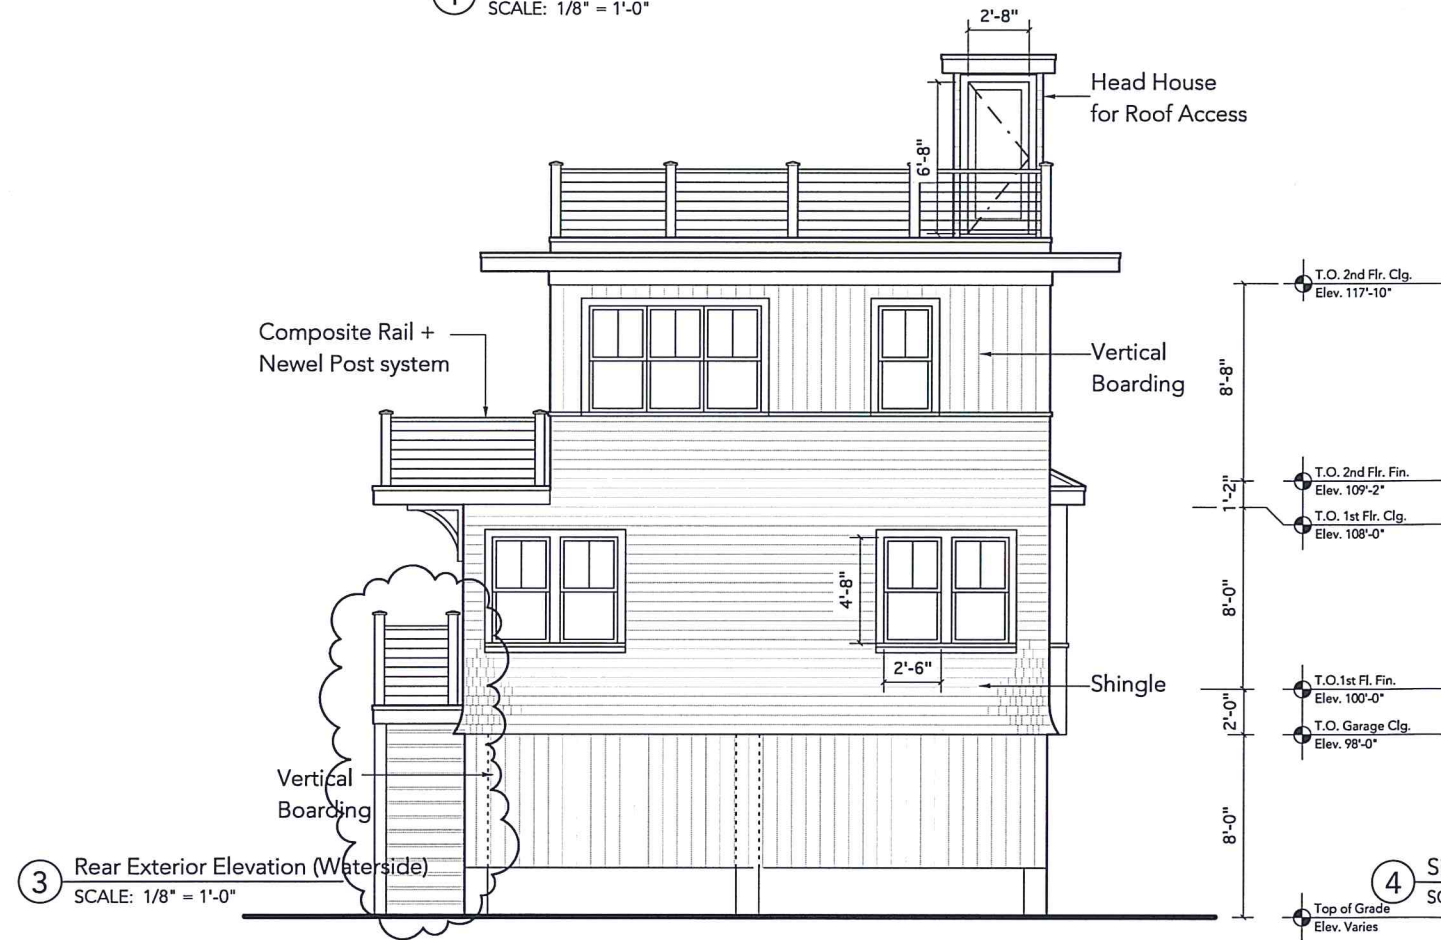 1
SCALE: 1/8" = 1'-0"
2'-8"
Head House
for Roof Access
6'-8"
T.O. 2nd Flr. Clg.
Elev. 117'-10"
Composite Rail +
Newel Post system
Vertical
Boarding
8'-8"
T.O. 2nd Flr. Fin.
Elev. 109'-2"
1'-2"
T.O. 1st Flr. Clg.
Elev. 108'-0"
4'-8"
8'-0"
2'-6"
Shingle
T.O.1st Fl. Fin.
Elev. 100'-0"
2'-0"
T.O. Garage Clg.
Elev. 98'-0"
Vertical
Boarding
8'-0"
3 Rear Exterior Elevation (Waterside)
SCALE: 1/8" = 1'-0"
4 S
SC
Top of Grade
Elev. Varies